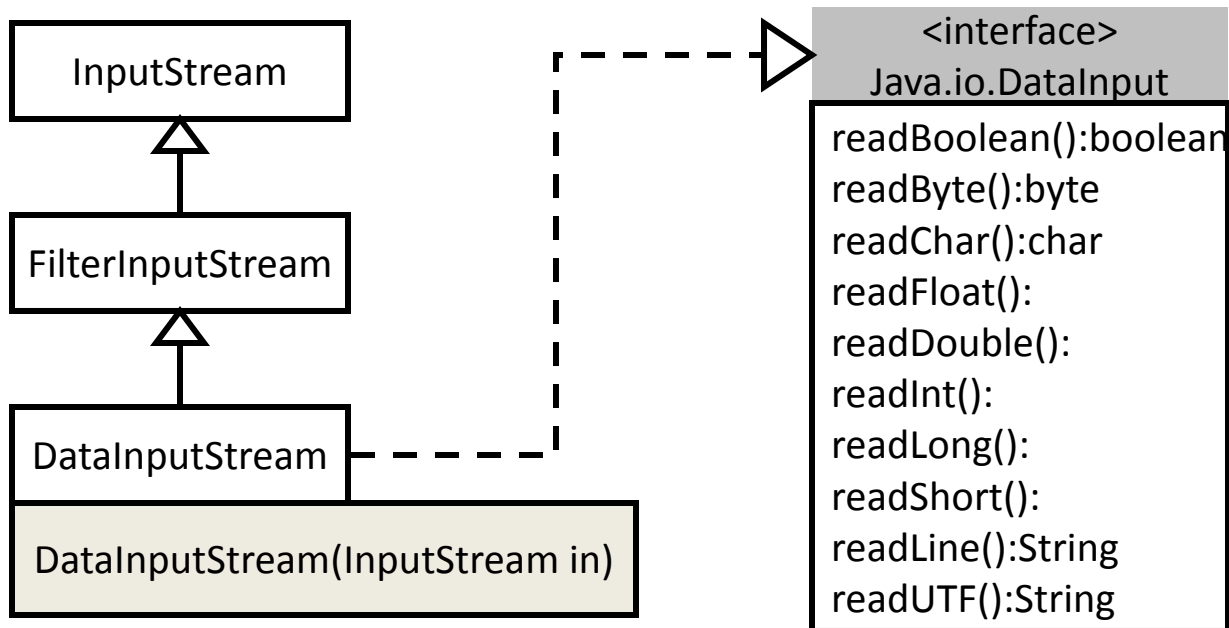 InputStream
FilterInputStream
DataInputStream
DataInputStream(InputStream in)
<interface>
Java.io.DataInput
readBoolean():boolean
readByte():byte
readChar():char
readFloat():
readDouble():
readInt():
readLong():
readShort():
readLine():String
readUTF():String